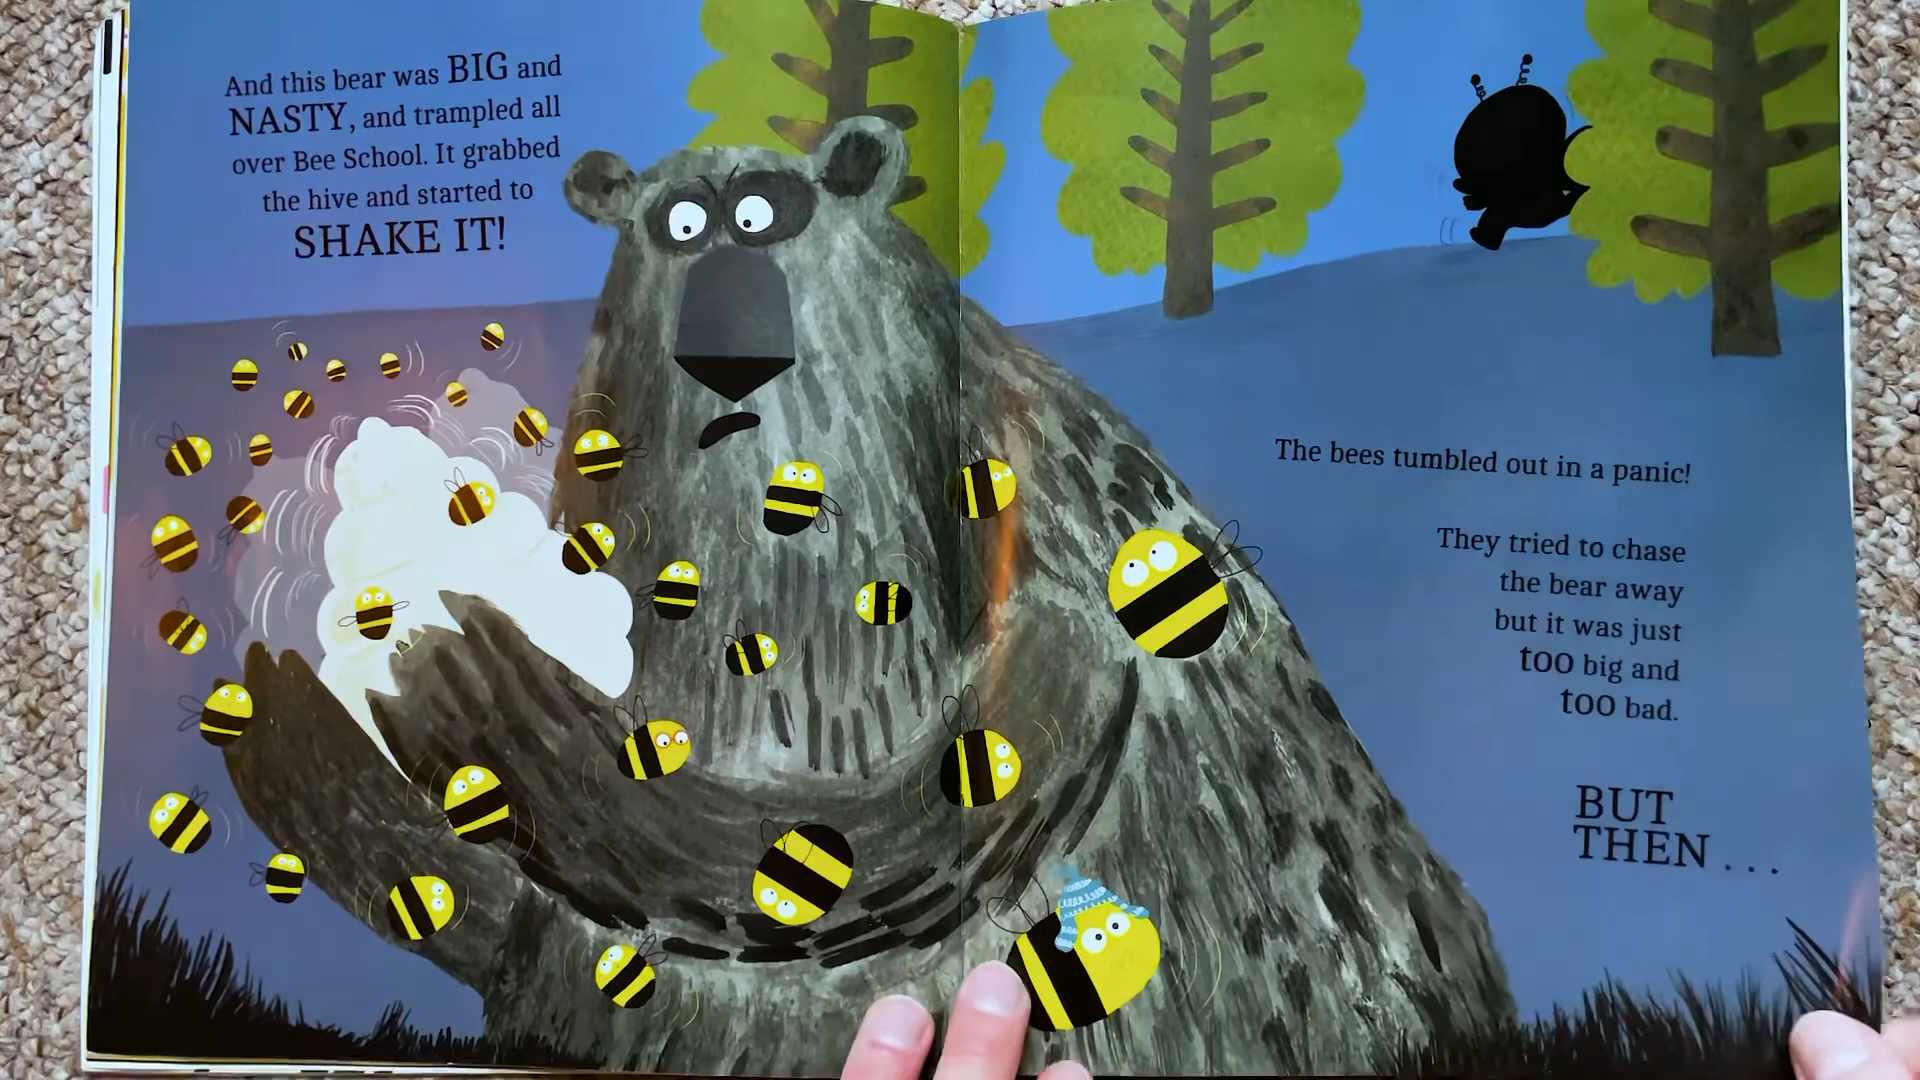 And this bear was BIG and
NASTY, and trampled all
over Bee School. It grabbed
the hive and started to
SHAKE IT!
The bees tumbled out in a panic!
They tried to chase
the bear away
but it was just
too big and
too bad.
BUT
THEN . . .